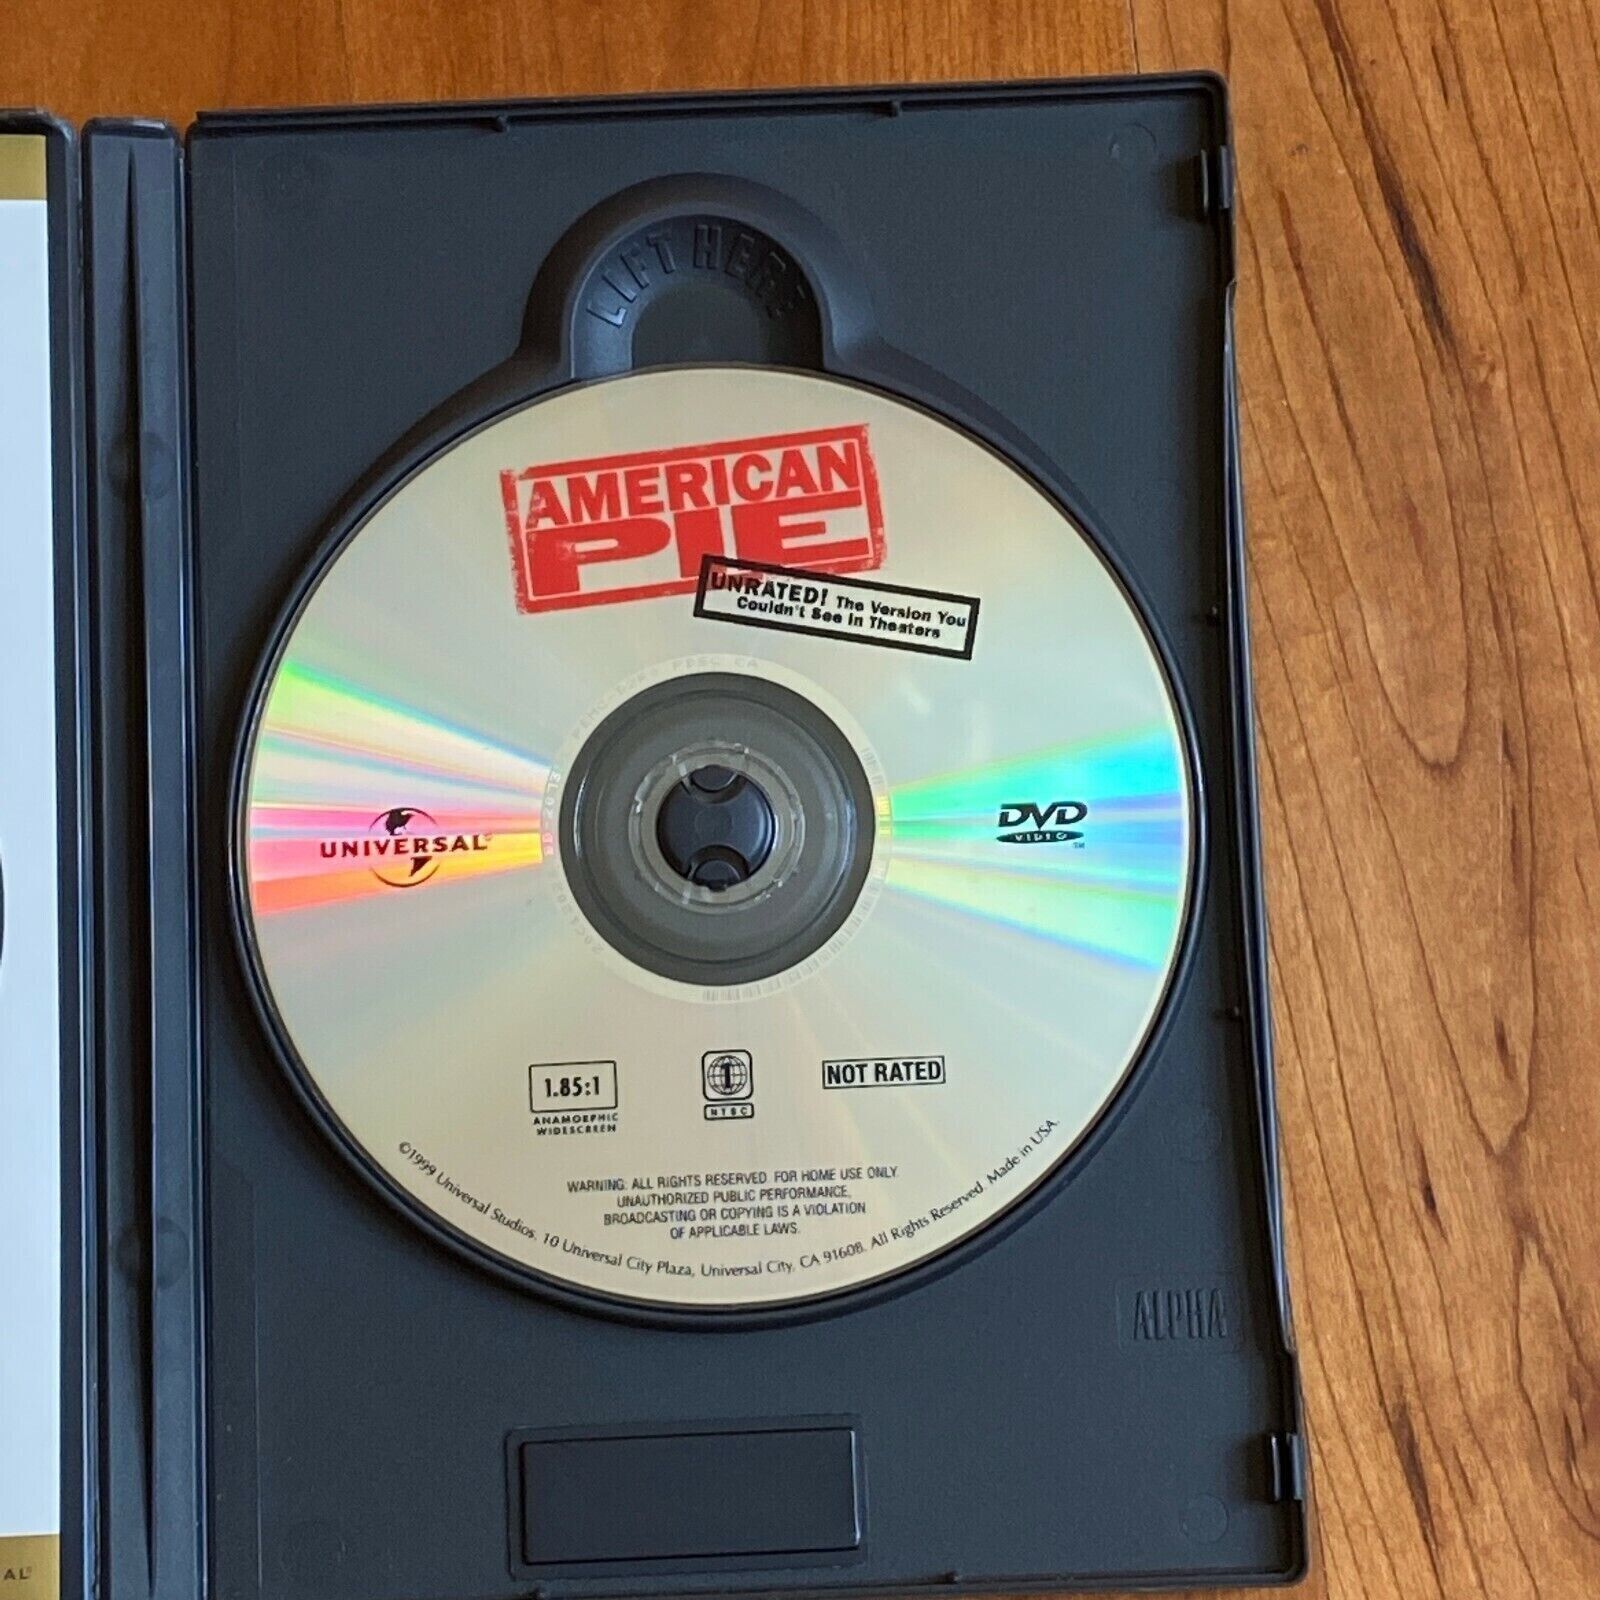 LIFT HERE
AMERICAN
PIE
UNRATED! The Version You
Couldn't See In Theaters
UNIVERSAL
DVD
VIDEO
1.85:1
ANAMORPHIC
WIDESCREEN
1
NTSC
NOT RATED
WARNING: ALL RIGHTS RESERVED. FOR HOME USE ONLY.
UNAUTHORIZED PUBLIC PERFORMANCE,
BROADCASTING OR COPYING IS A VIOLATION
OF APPLICABLE LAWS.
©1999 Universal Studios, 10 Universal City Plaza, Universal City, CA 91608. All Rights Reserved. Made in USA.
ALPHA